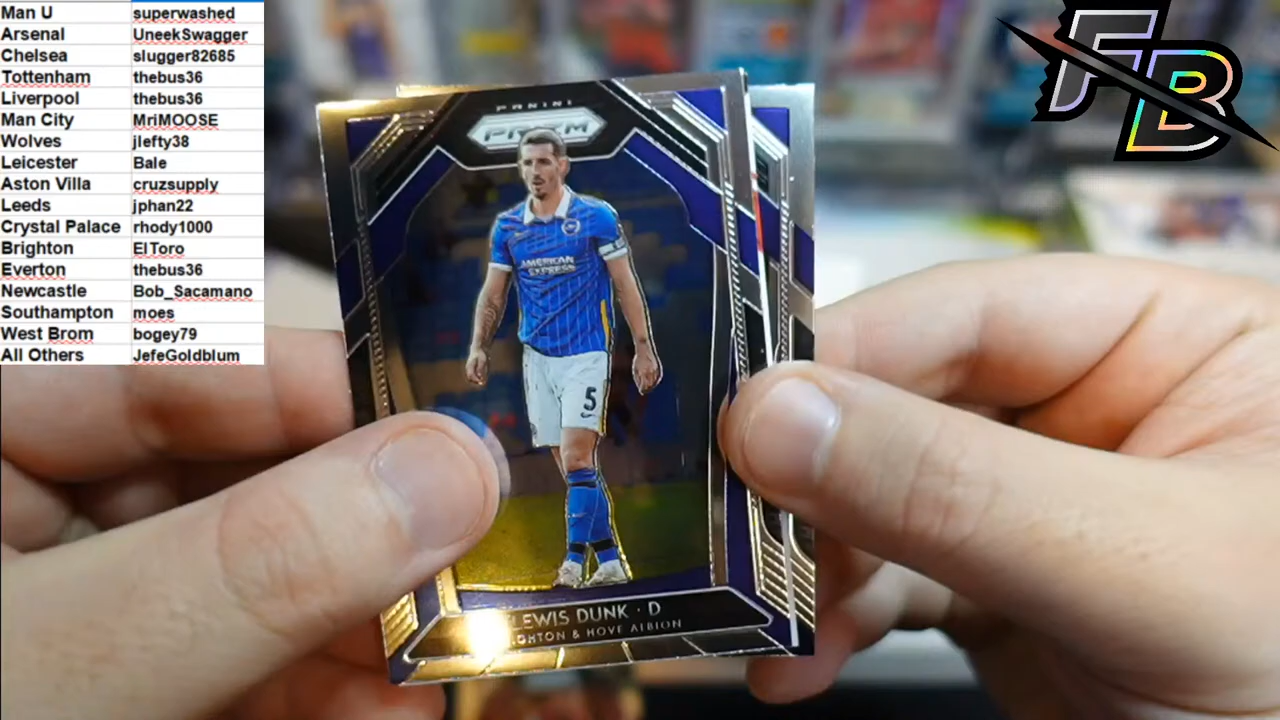 Man U superwashed
Arsenal UneekSwagger
Chelsea slugger82685
Tottenham thebus36
Liverpool thebus36
Man City MriMOOSE
Wolves jlefty38
Leicester Bale
Aston Villa cruzsupply
Leeds jphan22
Crystal Palace rhody1000
Brighton ElToro
Everton thebus36
Newcastle Bob_Sacamano
Southampton moes
West Brom bogey79
All Others JefeGoldblum
FB
PANINI
PRIZM
AMERICAN
EXPRESS
5
LEWIS DUNK · D
& HOVE ALBION